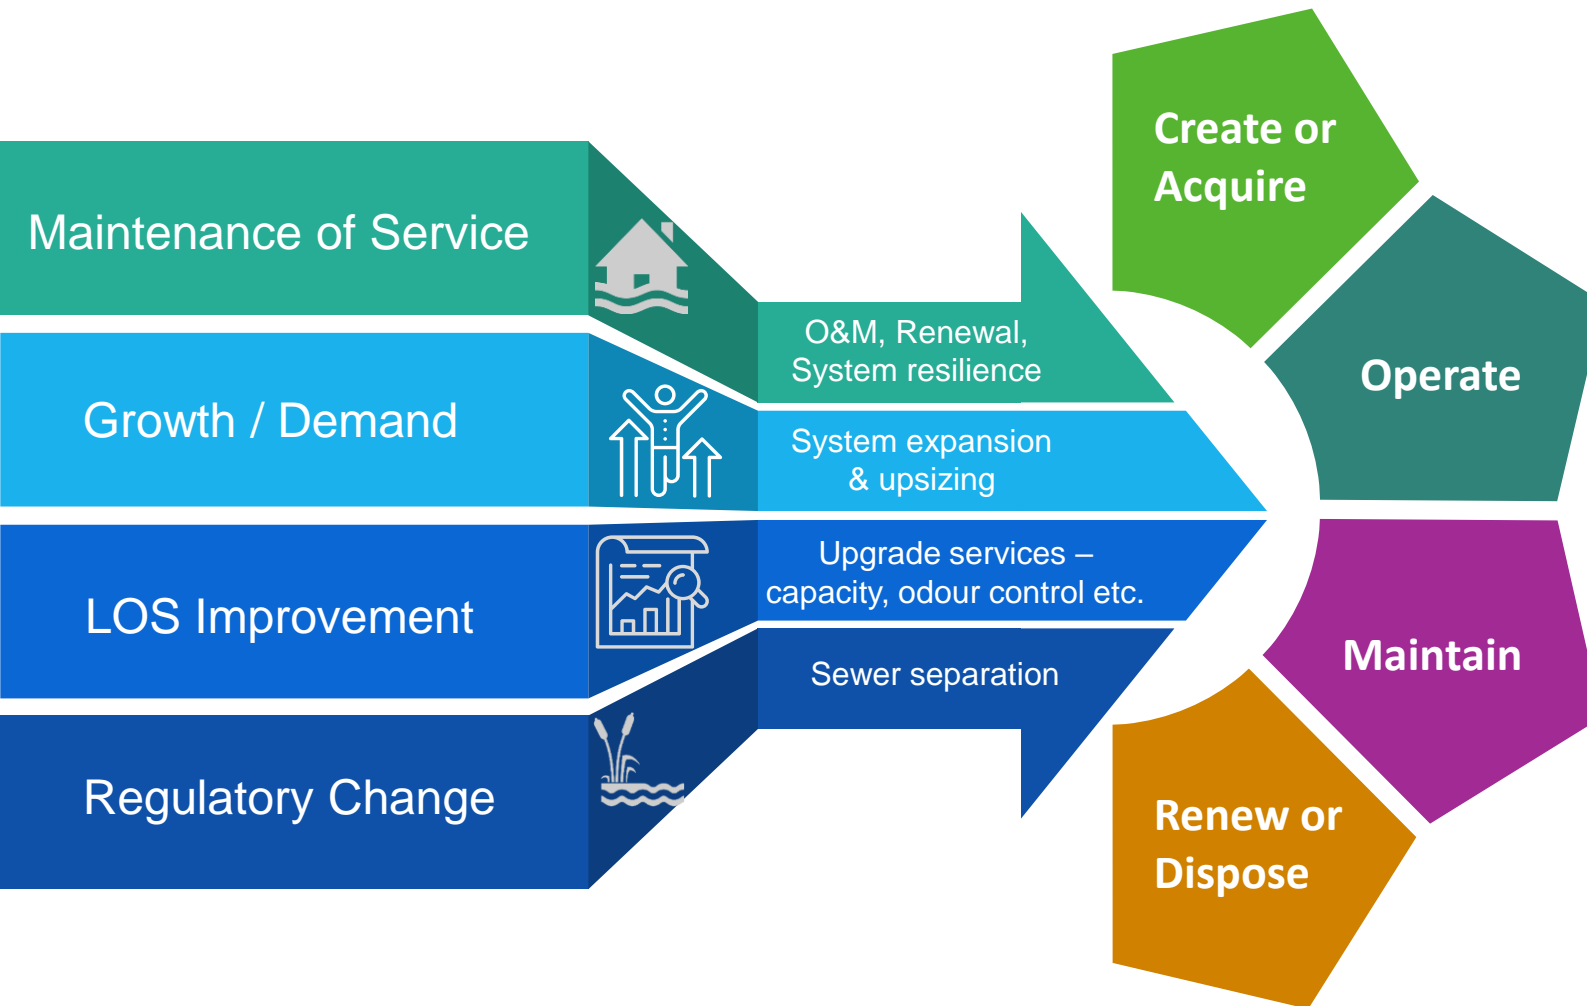 Maintenance of Service
Growth / Demand
LOS Improvement
Regulatory Change
O&M, Renewal,
System resilience
System expansion
& upsizing
Upgrade services –
capacity, odour control etc.
Sewer separation
Create or
Acquire
Operate
Maintain
Renew or
Dispose